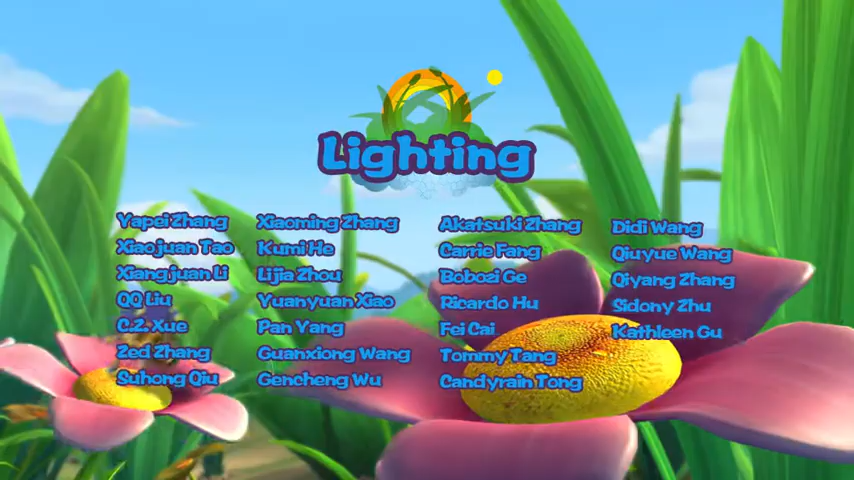 Lighting
Yapei Zhang
Xiaojuan Tao
Xiangjuan Li
QQ Liu
C.Z. Xue
Zed Zhang
Suhong Qiu
Xiaoming Zhang
Kumi He
Lijia Zhou
Yuanyuan Xiao
Pan Yang
Guanxiong Wang
Gencheng Wu
Akatsuki Zhang
Carrie Fang
Bobozi Ge
Ricardo Hu
Fei Cai
Tommy Tang
Candyrain Tong
Didi Wang
Qiuyue Wang
Qiyang Zhang
Sidony Zhu
Kathleen Gu